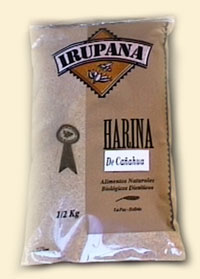 IRUPANA
HARINA
De Cañahua
Alimentos Naturales
Biológicos Dietéticos
La Paz - Bolivia
1/2 Kg